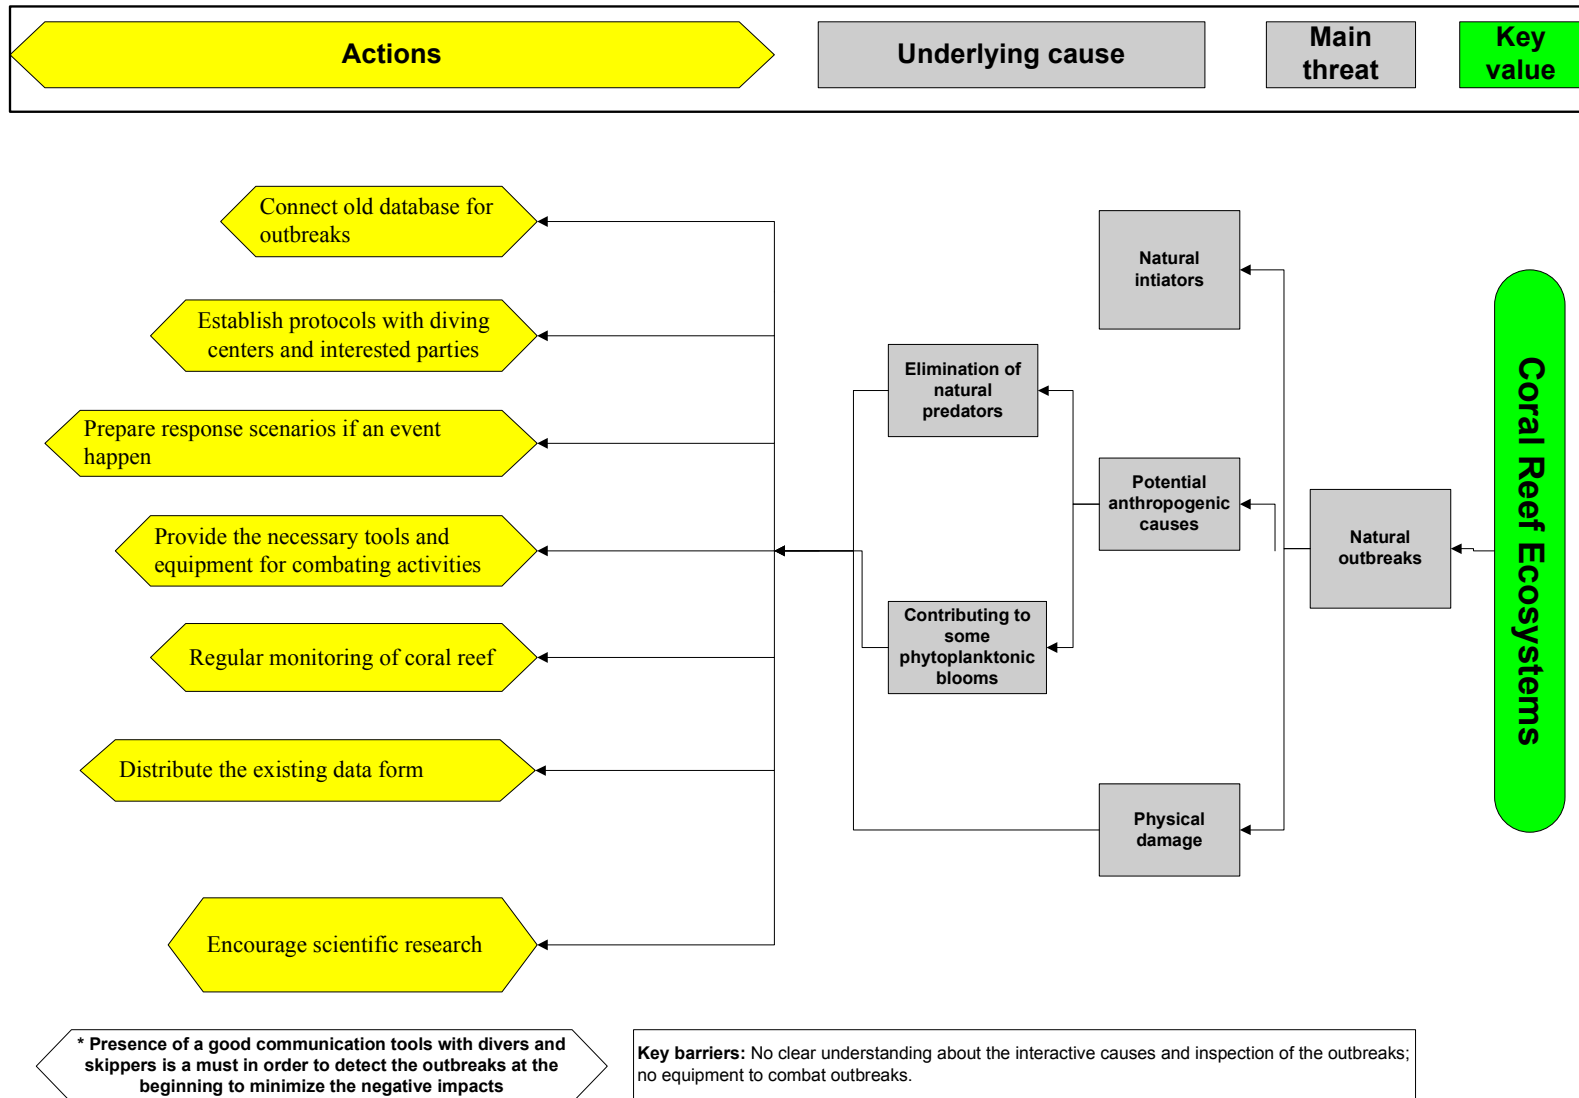 Actions
Underlying cause
Main
threat
Key
value
Connect old database for
outbreaks
Establish protocols with diving
centers and interested parties
Prepare response scenarios if an event
happen
Provide the necessary tools and
equipment for combating activities
Regular monitoring of coral reef
Distribute the existing data form
Encourage scientific research
Elimination of
natural
predators
Contributing to
some
phytoplanktonic
blooms
Natural
intiators
Potential
anthropogenic
causes
Physical
damage
Natural
outbreaks
Coral Reef Ecosystems
* Presence of a good communication tools with divers and
skippers is a must in order to detect the outbreaks at the
beginning to minimize the negative impacts
Key barriers: No clear understanding about the interactive causes and inspection of the outbreaks;
no equipment to combat outbreaks.